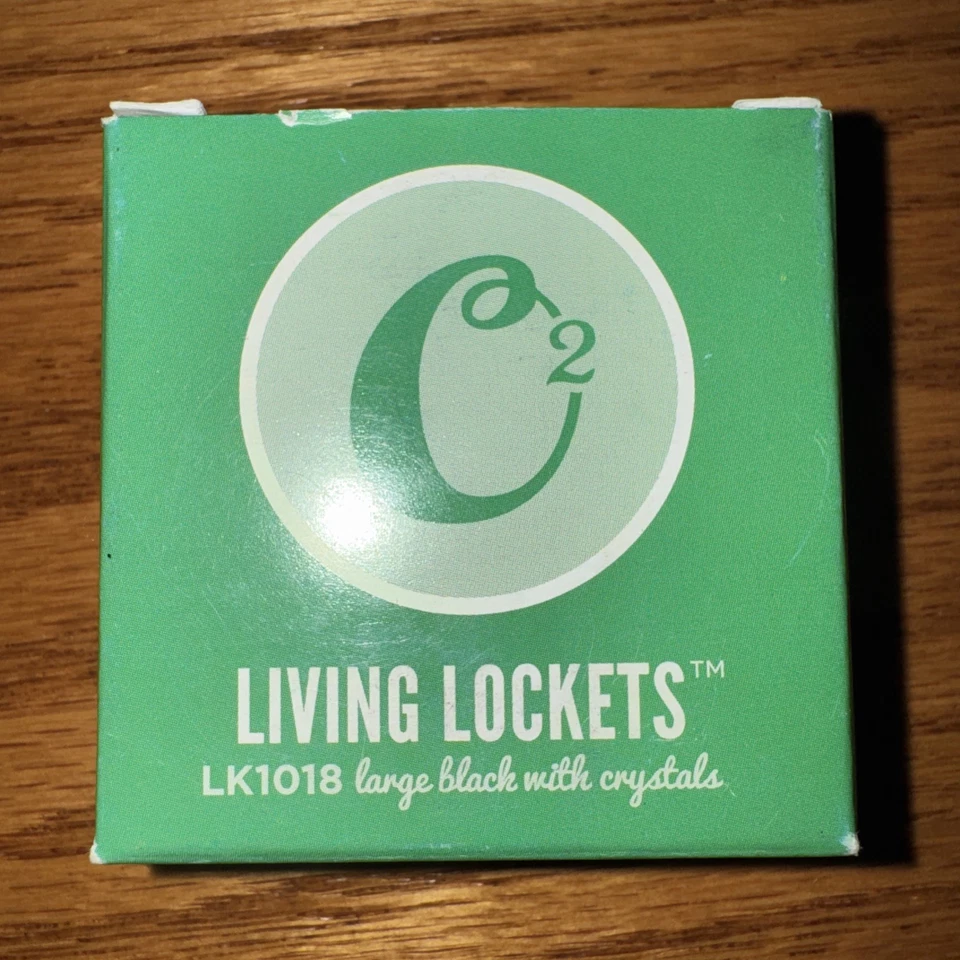 O²
LIVING LOCKETS™
LK1018 large black with crystals